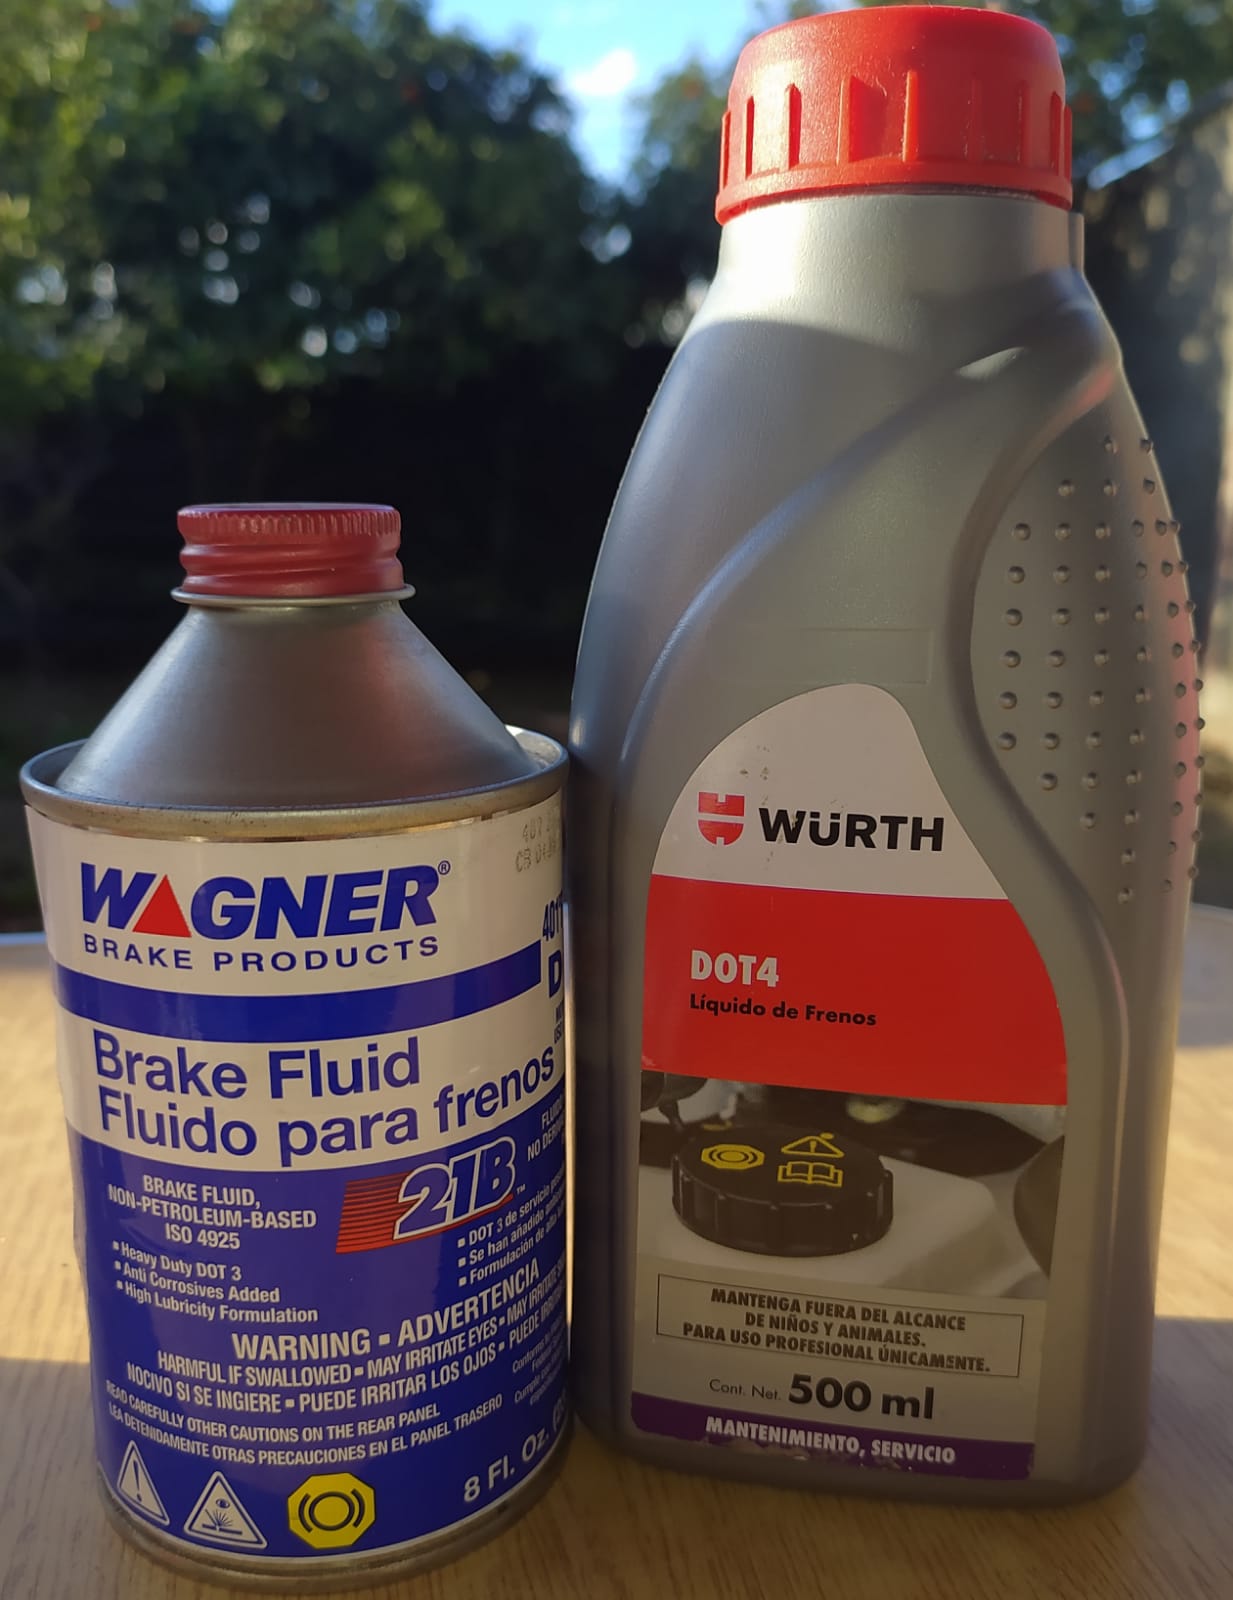 WAGNER®
BRAKE PRODUCTS
Brake Fluid
Fluido para frenos
21B™
BRAKE FLUID,
NON-PETROLEUM-BASED
ISO 4925
▪ Heavy Duty DOT 3
▪ Anti Corrosives Added
▪ High Lubricity Formulation
▪ DOT 3 de servicio
▪ Se han añadido
▪ Formulación de
WARNING ▪ ADVERTENCIA
HARMFUL IF SWALLOWED ▪ MAY IRRITATE EYES ▪ MAY IRRITATE
NOCIVO SI SE INGIERE ▪ PUEDE IRRITAR LOS OJOS ▪ PUEDE
READ CAREFULLY OTHER CAUTIONS ON THE REAR PANEL
LEA DETENIDAMENTE OTRAS PRECAUCIONES EN EL PANEL TRASERO
8 Fl. Oz.
WÜRTH
DOT4
Líquido de Frenos
MANTENGA FUERA DEL ALCANCE
DE NIÑOS Y ANIMALES.
PARA USO PROFESIONAL ÚNICAMENTE.
Cont. Net. 500 ml
MANTENIMIENTO, SERVICIO